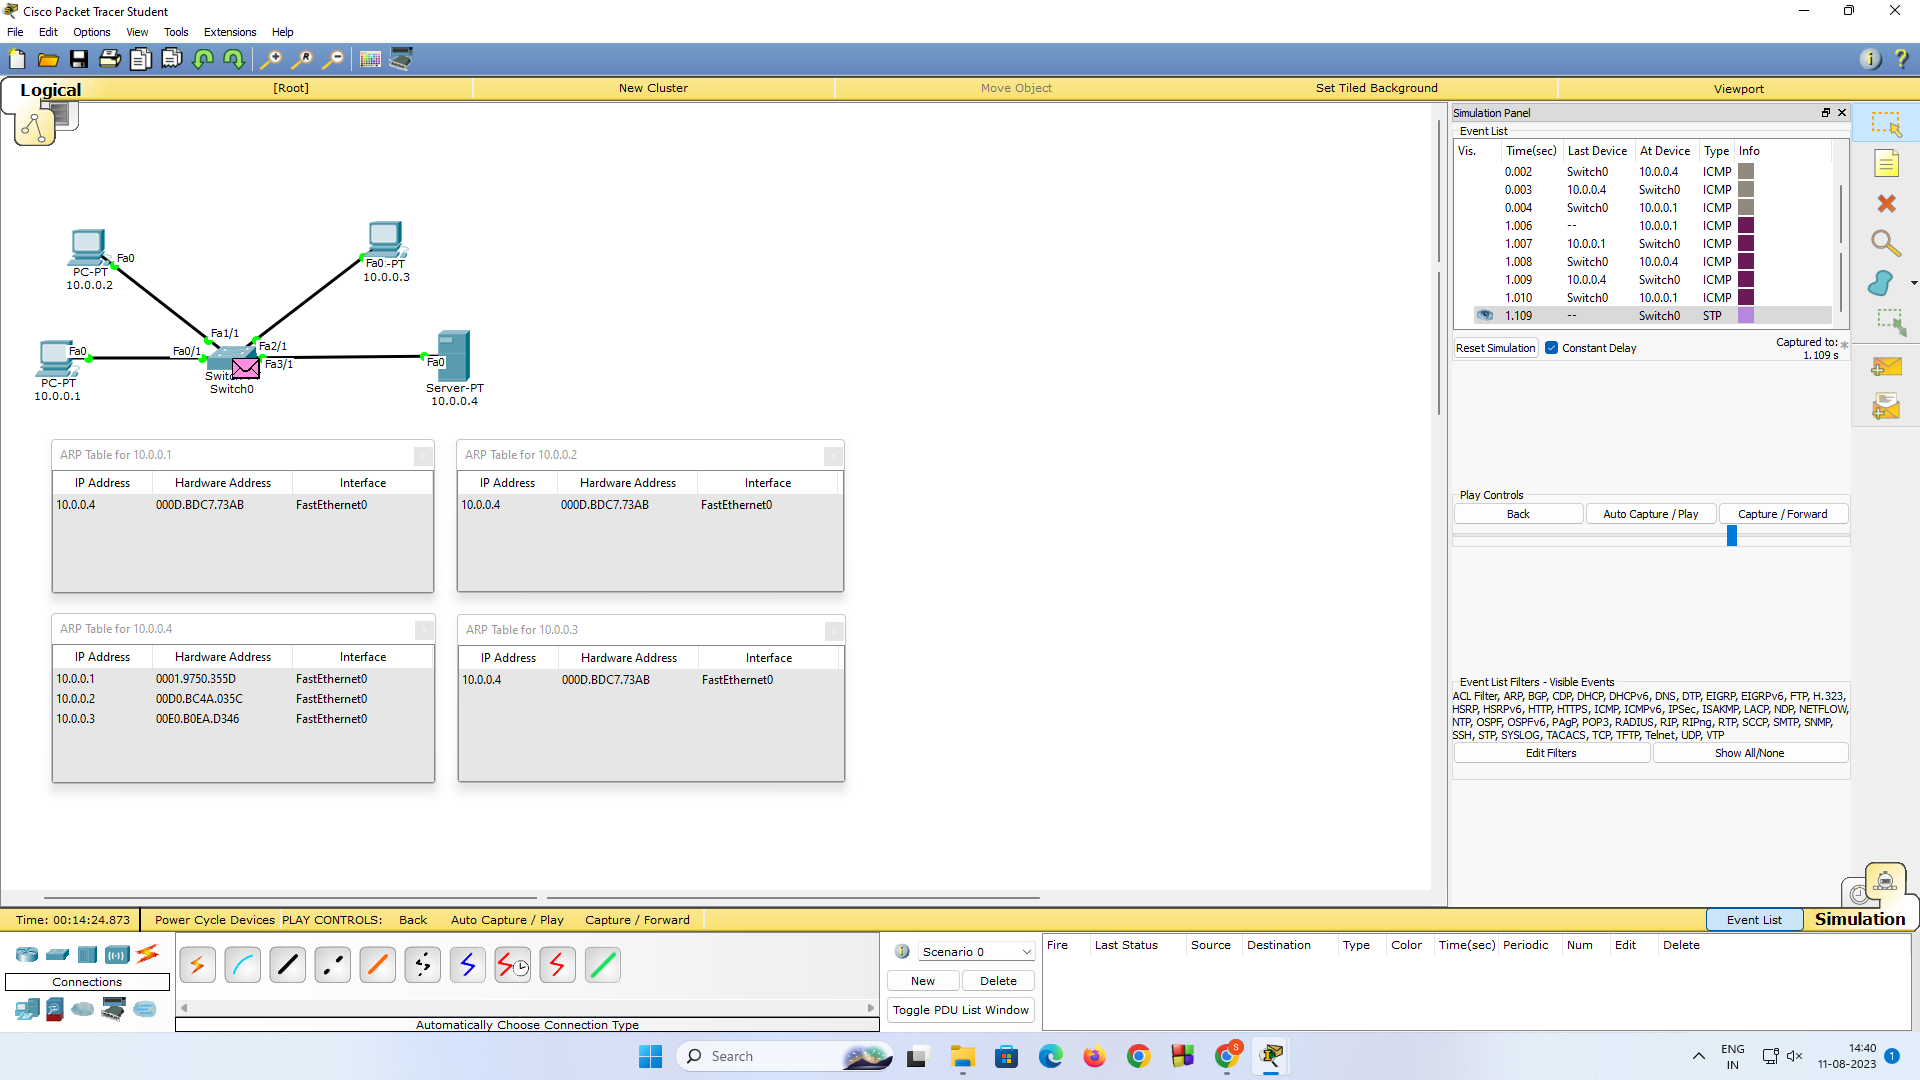 Cisco Packet Tracer Student
File Edit Options View Tools Extensions Help
Logical [Root] New Cluster Move Object Set Tiled Background Viewport
Simulation Panel
Event List
Vis. Time(sec) Last Device At Device Type Info
0.002 Switch0 10.0.0.4 ICMP
0.003 10.0.0.4 Switch0 ICMP
0.004 Switch0 10.0.0.1 ICMP
1.006 -- 10.0.0.1 ICMP
1.007 10.0.0.1 Switch0 ICMP
1.008 Switch0 10.0.0.4 ICMP
1.009 10.0.0.4 Switch0 ICMP
1.010 Switch0 10.0.0.1 ICMP
1.109 -- Switch0 STP
Reset Simulation Constant Delay Captured to: *
1.109 s
Fa0
PC-PT
10.0.0.2
Fa0 :-PT
10.0.0.3
Fa1/1
Fa0
Fa0/1
Fa2/1
Fa3/1
Fa0
PC-PT
10.0.0.1
Switc
Switch0
Server-PT
10.0.0.4
ARP Table for 10.0.0.1
IP Address Hardware Address Interface
10.0.0.4 000D.BDC7.73AB FastEthernet0
ARP Table for 10.0.0.2
IP Address Hardware Address Interface
10.0.0.4 000D.BDC7.73AB FastEthernet0
ARP Table for 10.0.0.4
IP Address Hardware Address Interface
10.0.0.1 0001.9750.355D FastEthernet0
10.0.0.2 00D0.BC4A.035C FastEthernet0
10.0.0.3 00E0.B0EA.D346 FastEthernet0
ARP Table for 10.0.0.3
IP Address Hardware Address Interface
10.0.0.4 000D.BDC7.73AB FastEthernet0
Play Controls
Back Auto Capture / Play Capture / Forward
Event List Filters - Visible Events
ACL Filter, ARP, BGP, CDP, DHCP, DHCPv6, DNS, DTP, EIGRP, EIGRPv6, FTP, H.323,
HSRP, HSRPv6, HTTP, HTTPS, ICMP, ICMPv6, IPSec, ISAKMP, LACP, NDP, NETFLOW,
NTP, OSPF, OSPFv6, PAgP, POP3, RADIUS, RIP, RIPng, RTP, SCCP, SMTP, SNMP,
SSH, STP, SYSLOG, TACACS, TCP, TFTP, Telnet, UDP, VTP
Edit Filters Show All/None
Time: 00:14:24.873 Power Cycle Devices PLAY CONTROLS: Back Auto Capture / Play Capture / Forward Event List Simulation
Connections
Automatically Choose Connection Type
Scenario 0
New Delete
Toggle PDU List Window
Fire Last Status Source Destination Type Color Time(sec) Periodic Num Edit Delete
Search
S
ENG
IN
14:40
11-08-2023
1